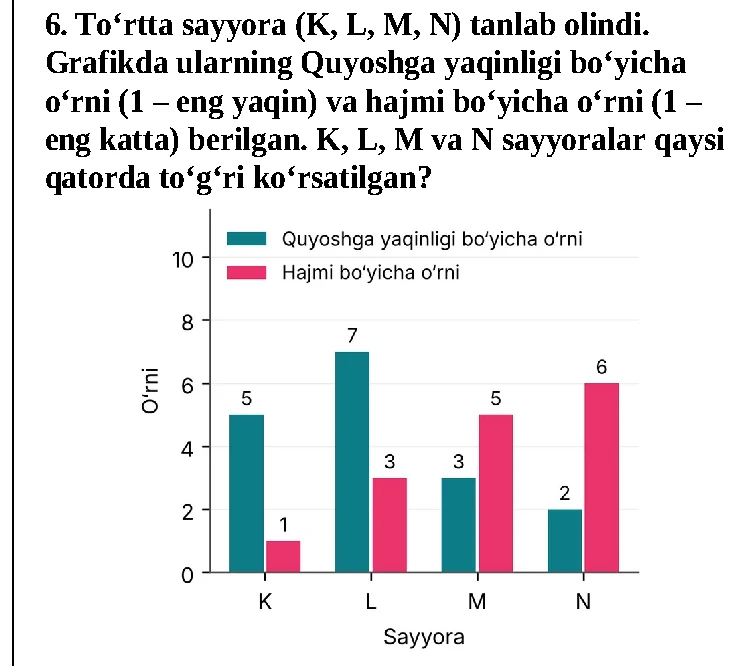 6. To‘rtta sayyora (K, L, M, N) tanlab olindi.
Grafikda ularning Quyoshga yaqinligi bo‘yicha
o‘rni (1 – eng yaqin) va hajmi bo‘yicha o‘rni (1 –
eng katta) berilgan. K, L, M va N sayyoralar qaysi
qatorda to‘g‘ri ko‘rsatilgan?
Quyoshga yaqinligi bo‘yicha o‘rni
Hajmi bo‘yicha o‘rni
O‘rni
10
8
6
4
2
0
5
1
7
3
3
5
2
6
K
L
M
N
Sayyora